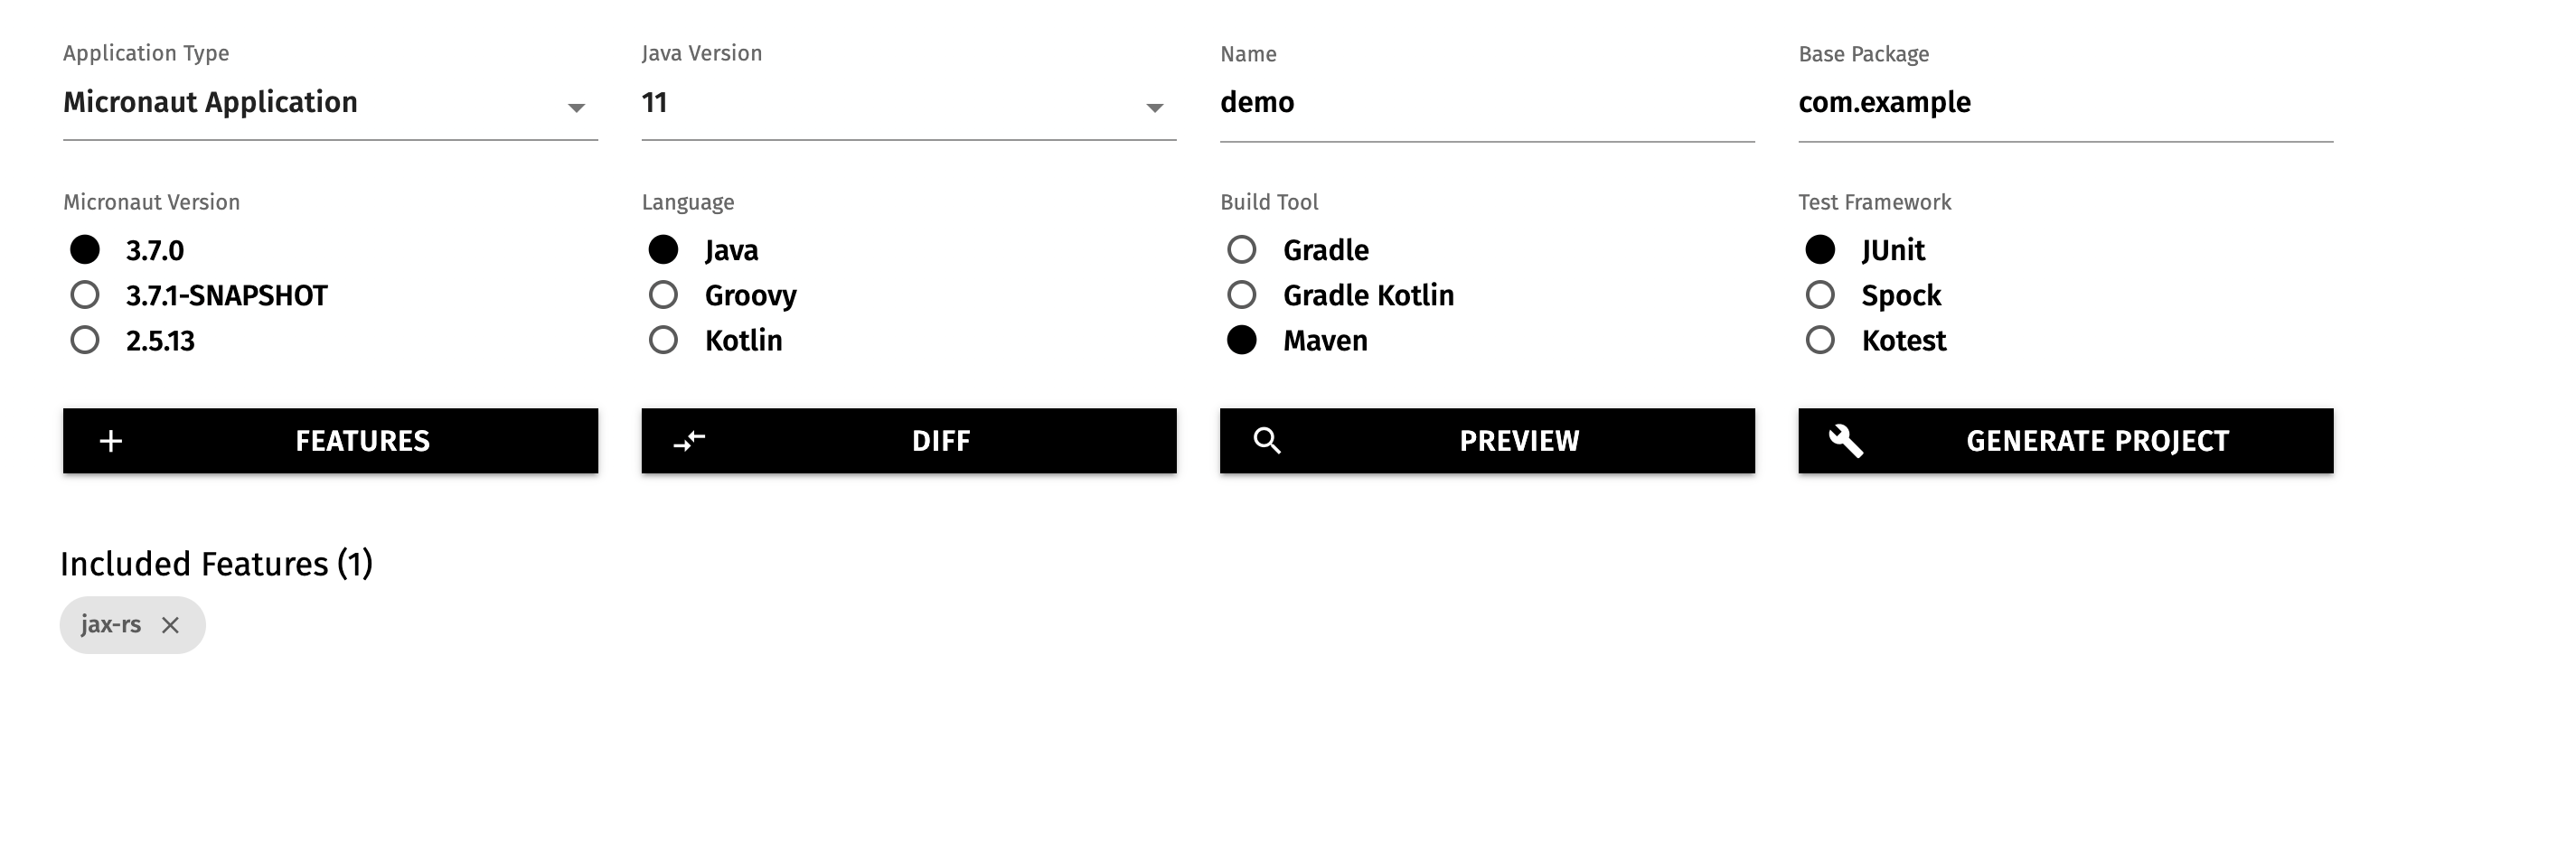 Application Type
Micronaut Application
Java Version
11
Name
demo
Base Package
com.example
Micronaut Version
3.7.0
3.7.1-SNAPSHOT
2.5.13
Language
Java
Groovy
Kotlin
Build Tool
Gradle
Gradle Kotlin
Maven
Test Framework
JUnit
Spock
Kotest
FEATURES
DIFF
PREVIEW
GENERATE PROJECT
Included Features (1)
jax-rs